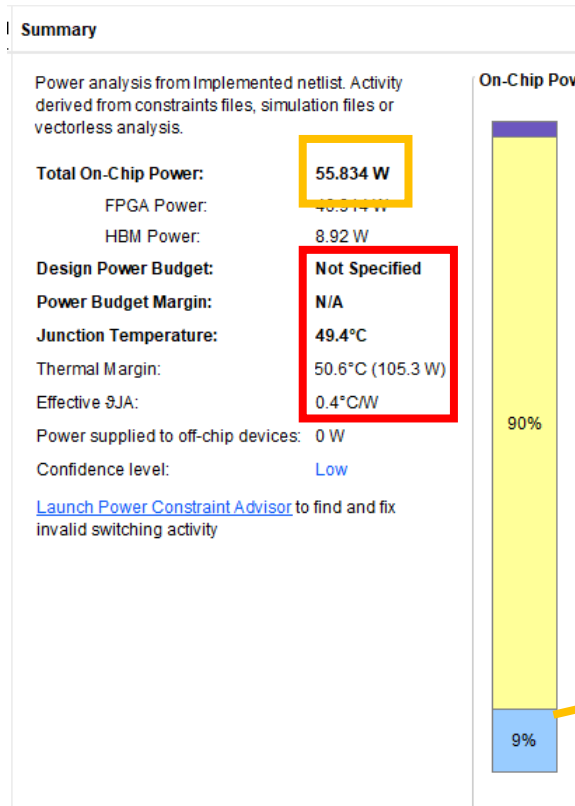 Summary
Power analysis from Implemented netlist. Activity
derived from constraints files, simulation files or
vectorless analysis.
Total On-Chip Power: 55.834 W
FPGA Power:
HBM Power: 8.92 W
Design Power Budget: Not Specified
Power Budget Margin: N/A
Junction Temperature: 49.4°C
Thermal Margin: 50.6°C (105.3 W)
Effective ϑJA: 0.4°C/W
Power supplied to off-chip devices: 0 W
Confidence level: Low
Launch Power Constraint Advisor to find and fix
invalid switching activity
On-Chip Pow
90%
9%